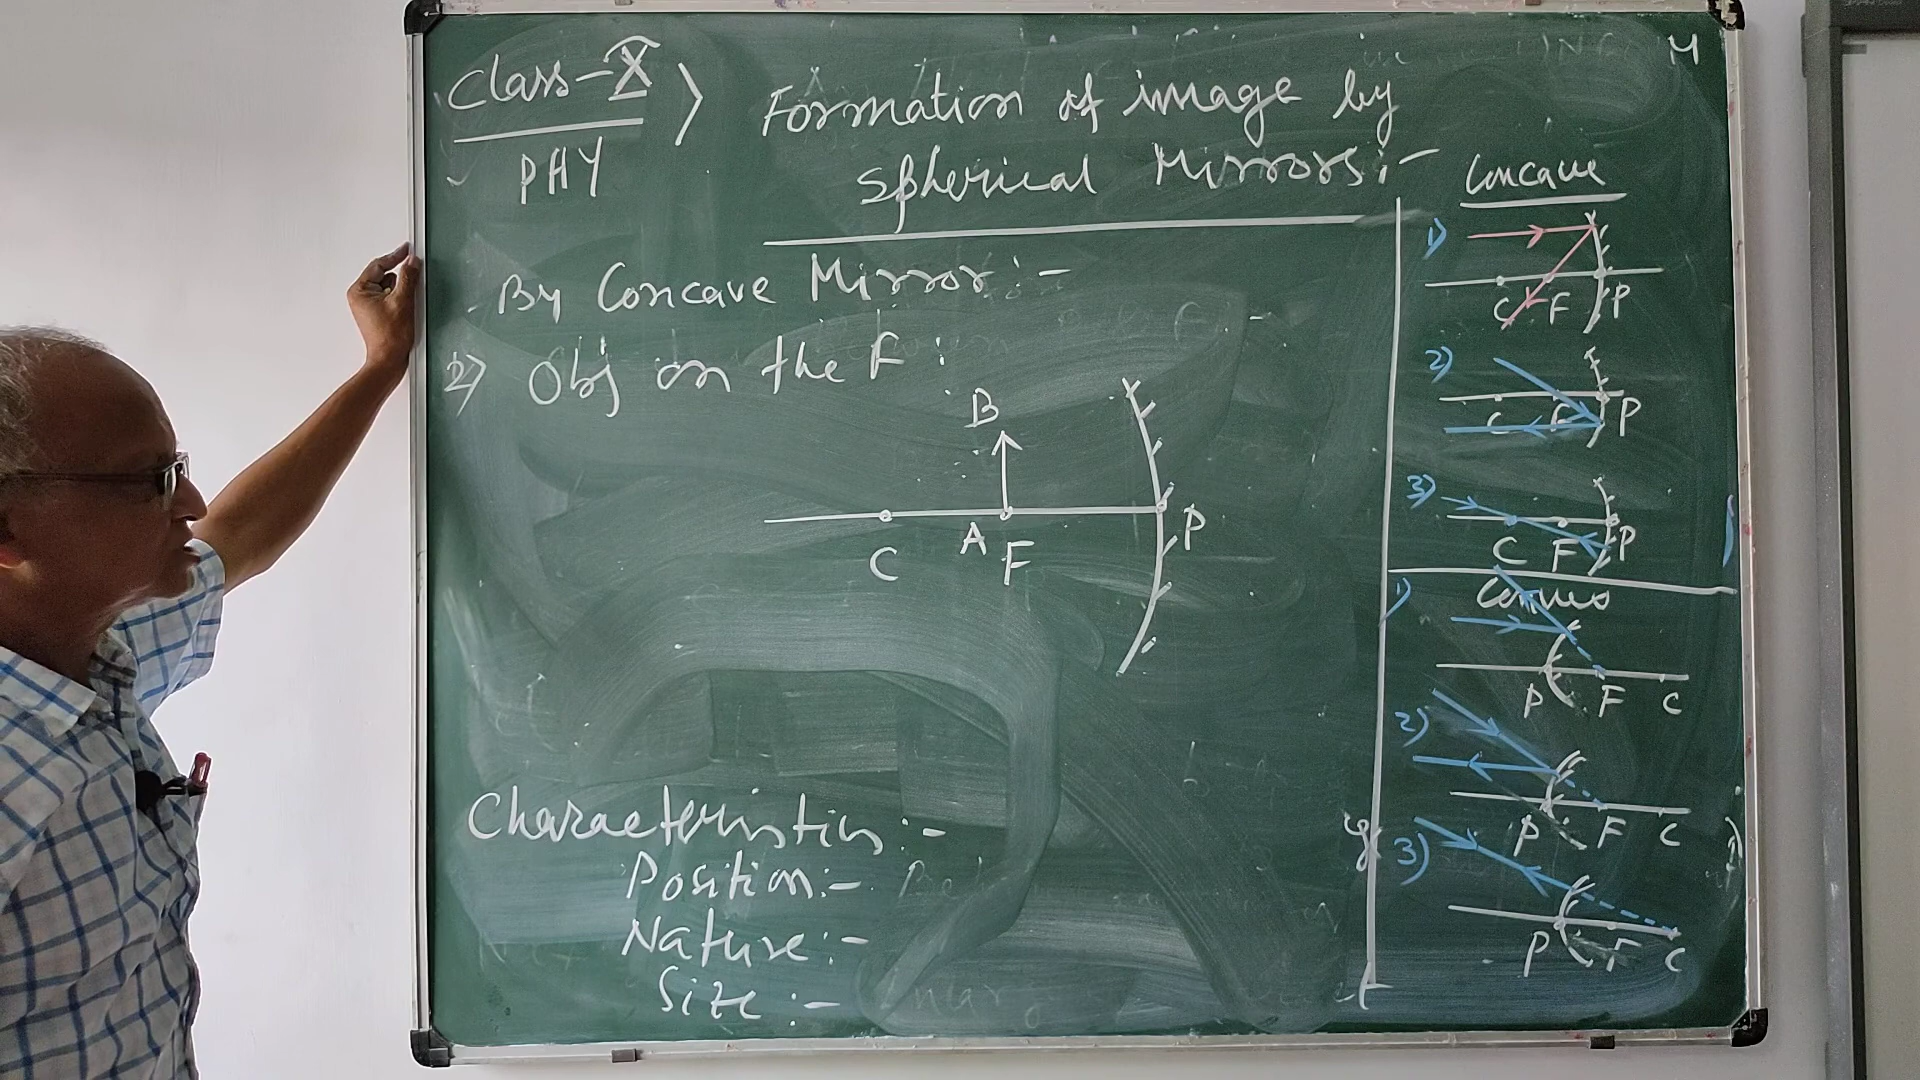 Class-X
PHY
Formation of image by
Spherical Mirrors:-
By Concave Mirror:-
2) Obj on the F:
B
C
A
F
P
Characteristics:-
Position:-
Nature:-
Size:-
Concave
1)
C F P
2)
C F P
3)
C F P
1)
P F C
2)
P F C
3)
P F C